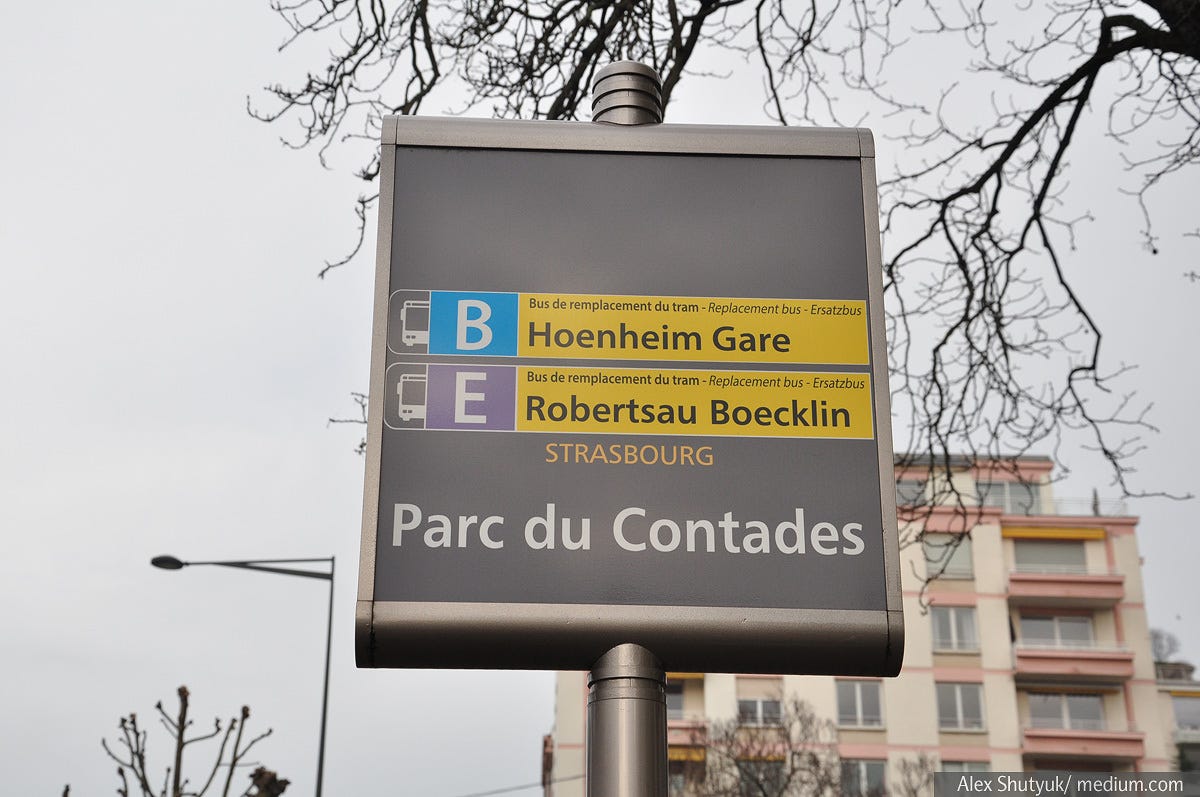 B
Bus de remplacement du tram - Replacement bus - Ersatzbus
Hoenheim Gare
E
Bus de remplacement du tram - Replacement bus - Ersatzbus
Robertsau Boecklin
STRASBOURG
Parc du Contades
Alex Shutyuk/ medium.com